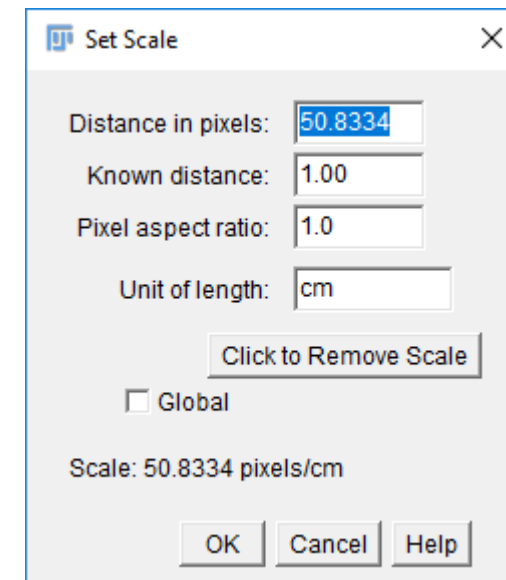 Set Scale
Distance in pixels: 50.8334
Known distance: 1.00
Pixel aspect ratio: 1.0
Unit of length: cm
Click to Remove Scale
Global
Scale: 50.8334 pixels/cm
OK Cancel Help